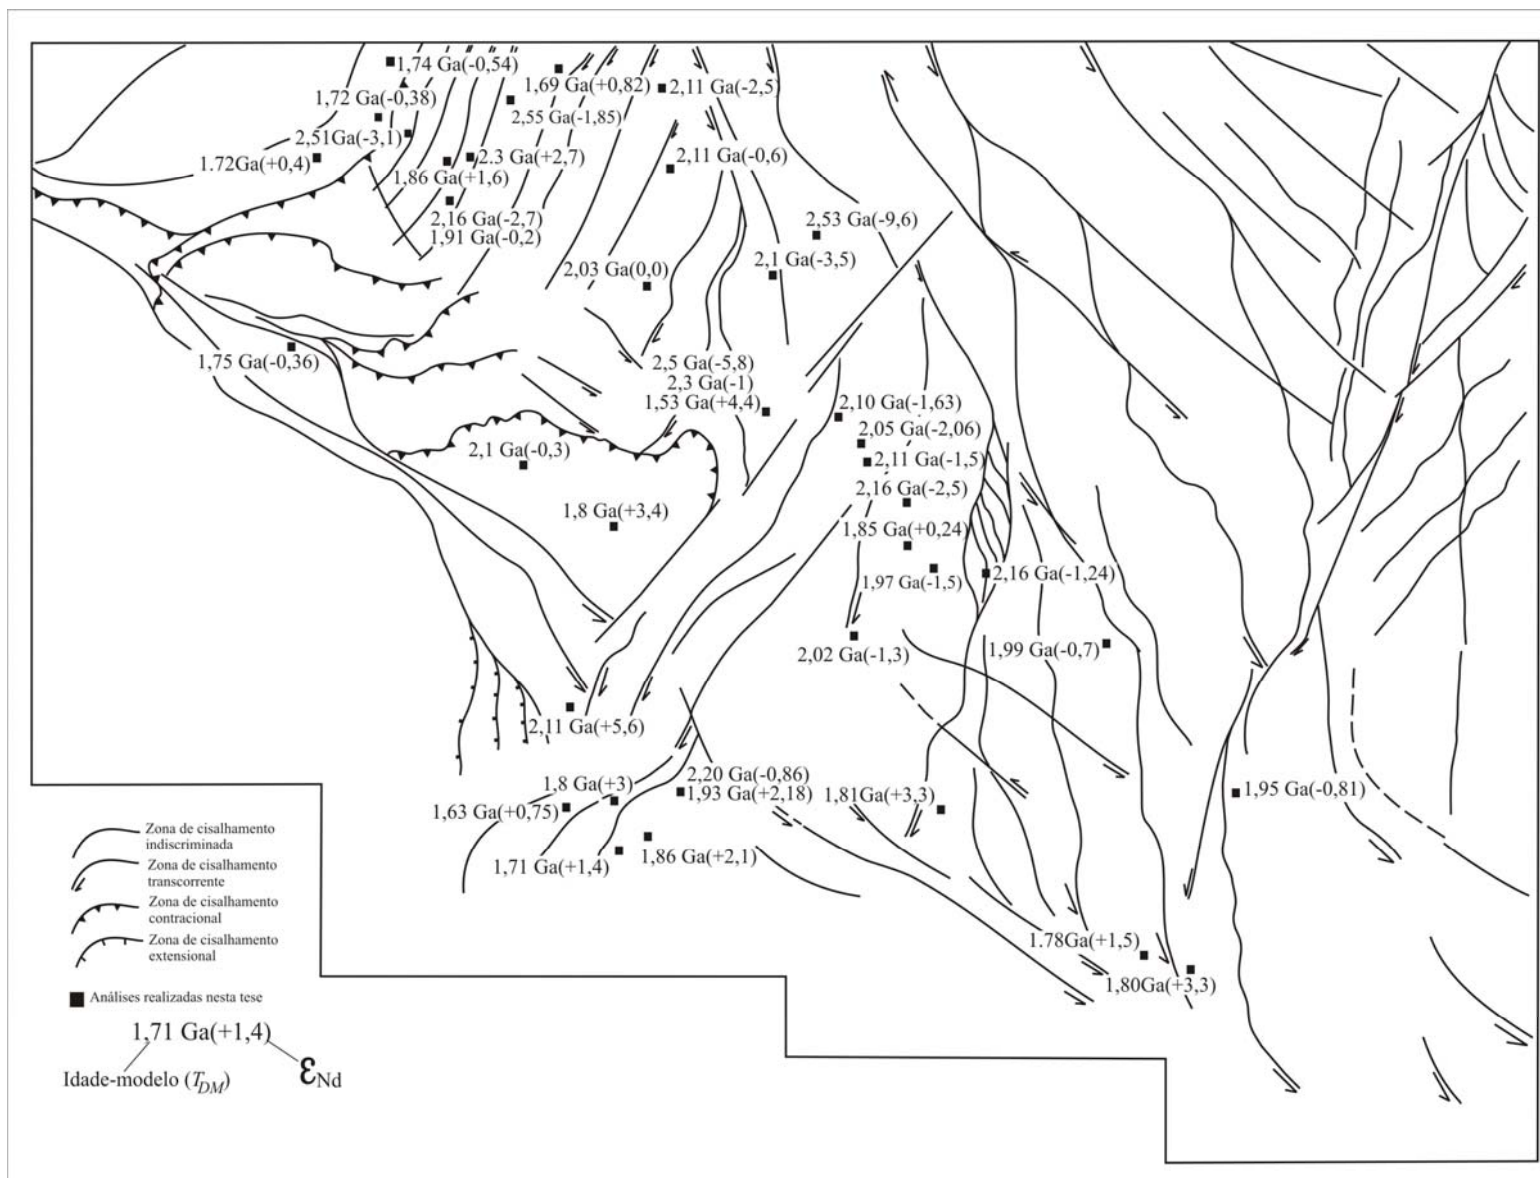 1,74 Ga(-0,54)
1,69 Ga(+0,82)
2,11 Ga(-2,5)
1,72 Ga(-0,38)
2,55 Ga(-1,85)
2,51Ga(-3,1)
1.72Ga(+0,4)
2.3 Ga(+2,7)
2,11 Ga(-0,6)
1,86 Ga(+1,6)
2,16 Ga(-2,7)
1,91 Ga(-0,2)
2,53 Ga(-9,6)
2,1 Ga(-3,5)
2,03 Ga(0,0)
1,75 Ga(-0,36)
2,5 Ga(-5,8)
2,3 Ga(-1)
1,53 Ga(+4,4)
2,10 Ga(-1,63)
2,05 Ga(-2,06)
2,1 Ga(-0,3)
2,11 Ga(-1,5)
2,16 Ga(-2,5)
1,8 Ga(+3,4)
1,85 Ga(+0,24)
1,97 Ga(-1,5)
2,16 Ga(-1,24)
2,02 Ga(-1,3)
1,99 Ga(-0,7)
2,11 Ga(+5,6)
2,20 Ga(-0,86)
1,8 Ga(+3)
1,93 Ga(+2,18)
1,81Ga(+3,3)
1,95 Ga(-0,81)
1,63 Ga(+0,75)
1,71 Ga(+1,4)
1,86 Ga(+2,1)
1.78Ga(+1,5)
1,80Ga(+3,3)
Zona de cisalhamento
indiscriminada
Zona de cisalhamento
transcorrente
Zona de cisalhamento
contracional
Zona de cisalhamento
extensional
Análises realizadas nesta tese
1,71 Ga(+1,4)
Idade-modelo (TDM)
εNd